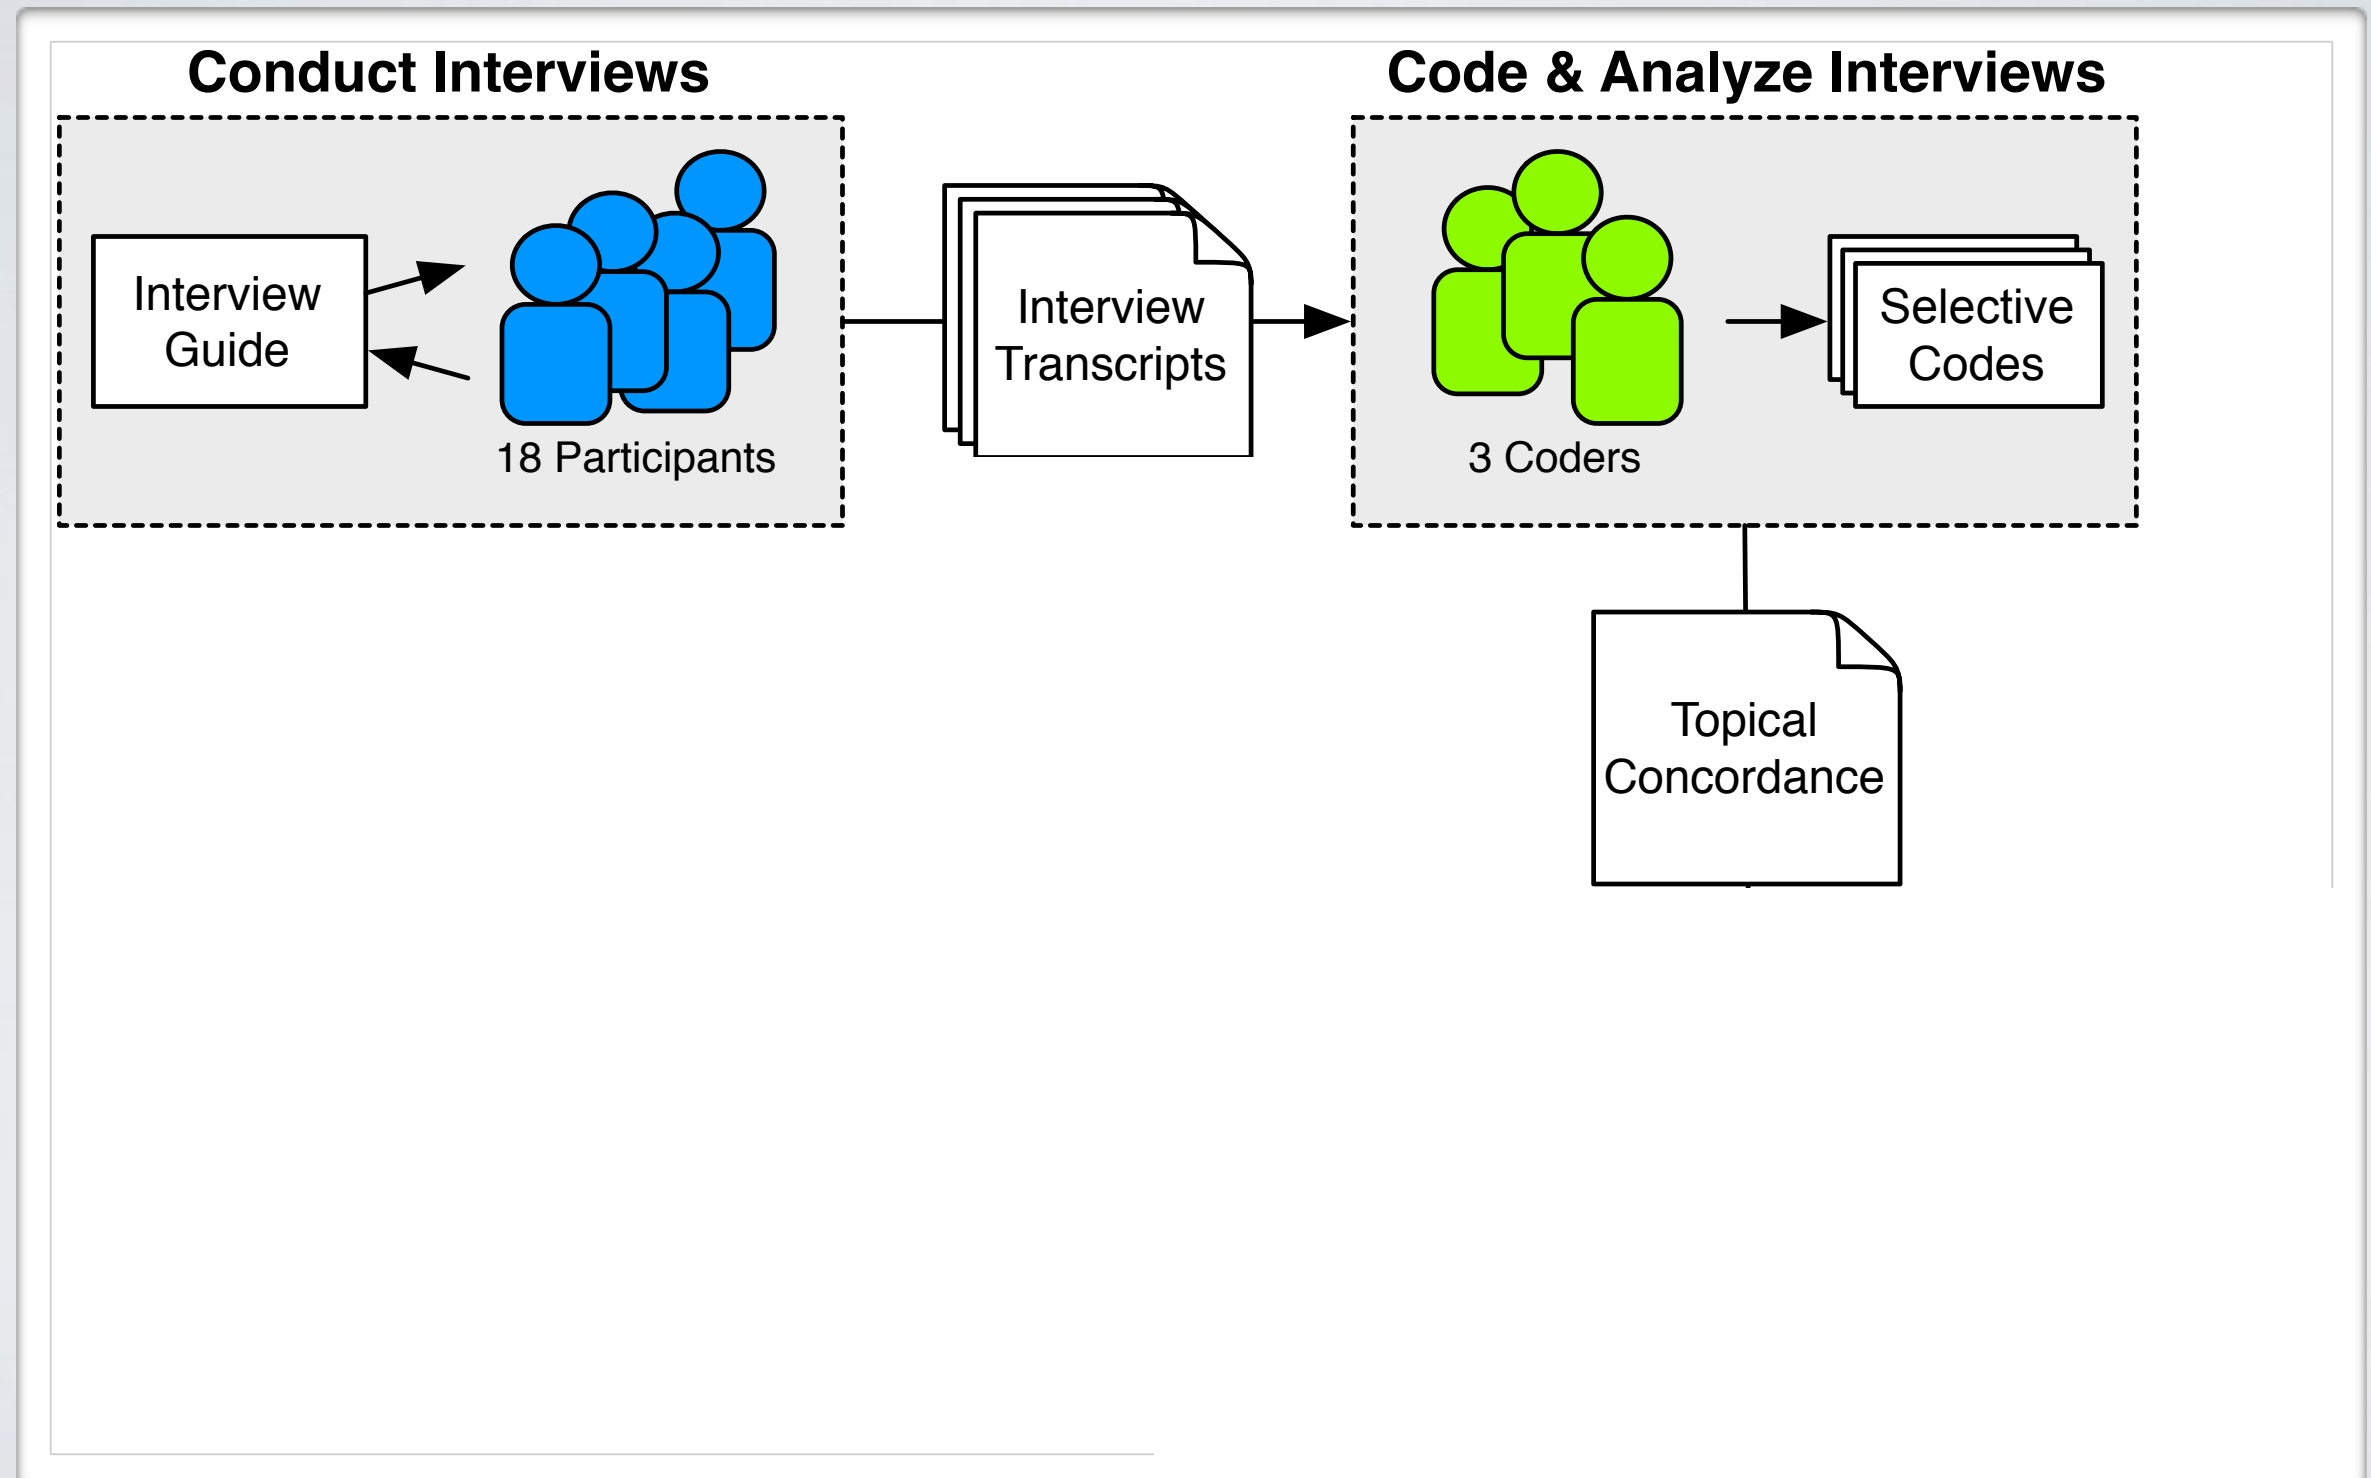 Conduct Interviews
Interview
Guide
18 Participants
Interview
Transcripts
Code & Analyze Interviews
3 Coders
Selective
Codes
Topical
Concordance